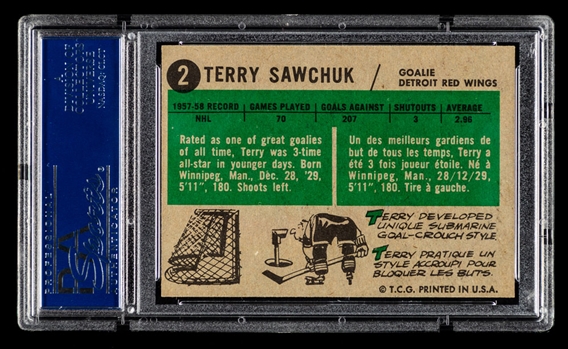 2 TERRY SAWCHUK / GOALIE
DETROIT RED WINGS
1957-58 RECORD GAMES PLAYED GOALS AGAINST SHUTOUTS AVERAGE
NHL 70 207 3 2.96
Rated as one of great goalies
of all time, Terry was 3-time
all-star in younger days. Born
Winnipeg, Man., Dec. 28, '29,
5'11", 180. Shoots left.
Un des meilleurs gardiens de
but de tous les temps, Terry a
été 3 fois joueur étoile. Né à
Winnipeg, Man., 28/12/29,
5'11", 180. Tire à gauche.
TERRY DEVELOPED
UNIQUE SUBMARINE
GOAL-CROUCH STYLE.
TERRY PRATIQUE UN
STYLE ACCROUPI POUR
BLOQUER LES BUTS.
© T.C.G. PRINTED IN U.S.A.
PROFESSIONAL
PSA
AUTHENTICATOR